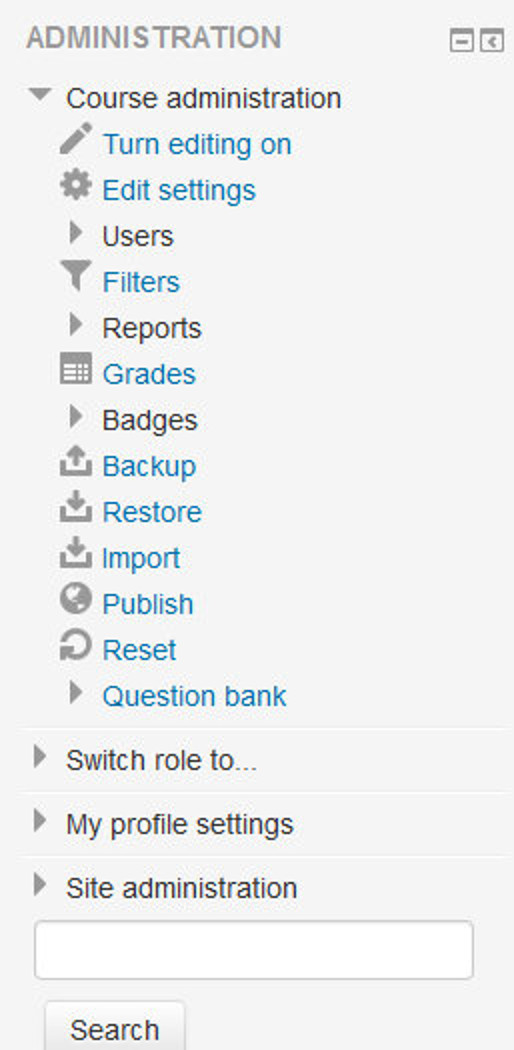 ADMINISTRATION
Course administration
Turn editing on
Edit settings
Users
Filters
Reports
Grades
Badges
Backup
Restore
Import
Publish
Reset
Question bank
Switch role to...
My profile settings
Site administration
Search